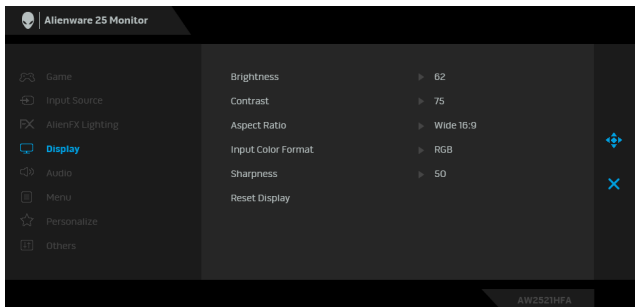 Alienware 25 Monitor
Game
Input Source
FX AlienFX Lighting
Display
Audio
Menu
Personalize
Others
Brightness 62
Contrast 75
Aspect Ratio Wide 16:9
Input Color Format RGB
Sharpness 50
Reset Display
AW2521HFA